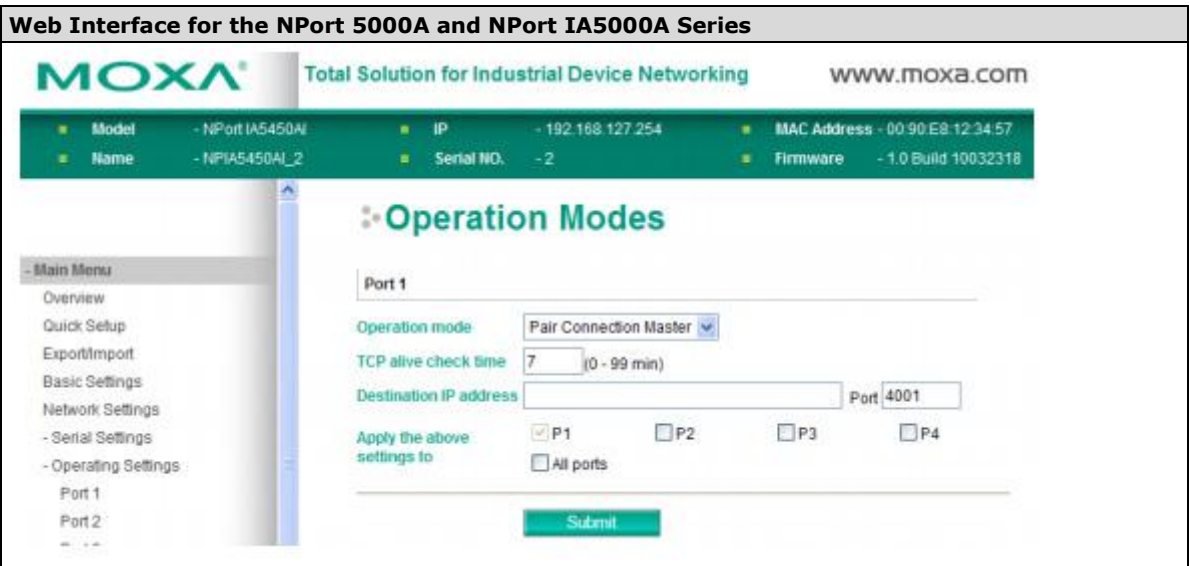 Web Interface for the NPort 5000A and NPort IA5000A Series
MOXA® Total Solution for Industrial Device Networking www.moxa.com
Model - NPort IA5450AI IP - 192.168.127.254 MAC Address - 00:90:E8:12:34:57
Name - NPIA5450AI_2 Serial NO. - 2 Firmware - 1.0 Build 10032318
Operation Modes
- Main Menu
Overview
Quick Setup
Export/Import
Basic Settings
Network Settings
- Serial Settings
- Operating Settings
Port 1
Port 2
Port 1
Operation mode Pair Connection Master
TCP alive check time 7 (0 - 99 min)
Destination IP address Port 4001
Apply the above settings to P1 P2 P3 P4
All ports
Submit